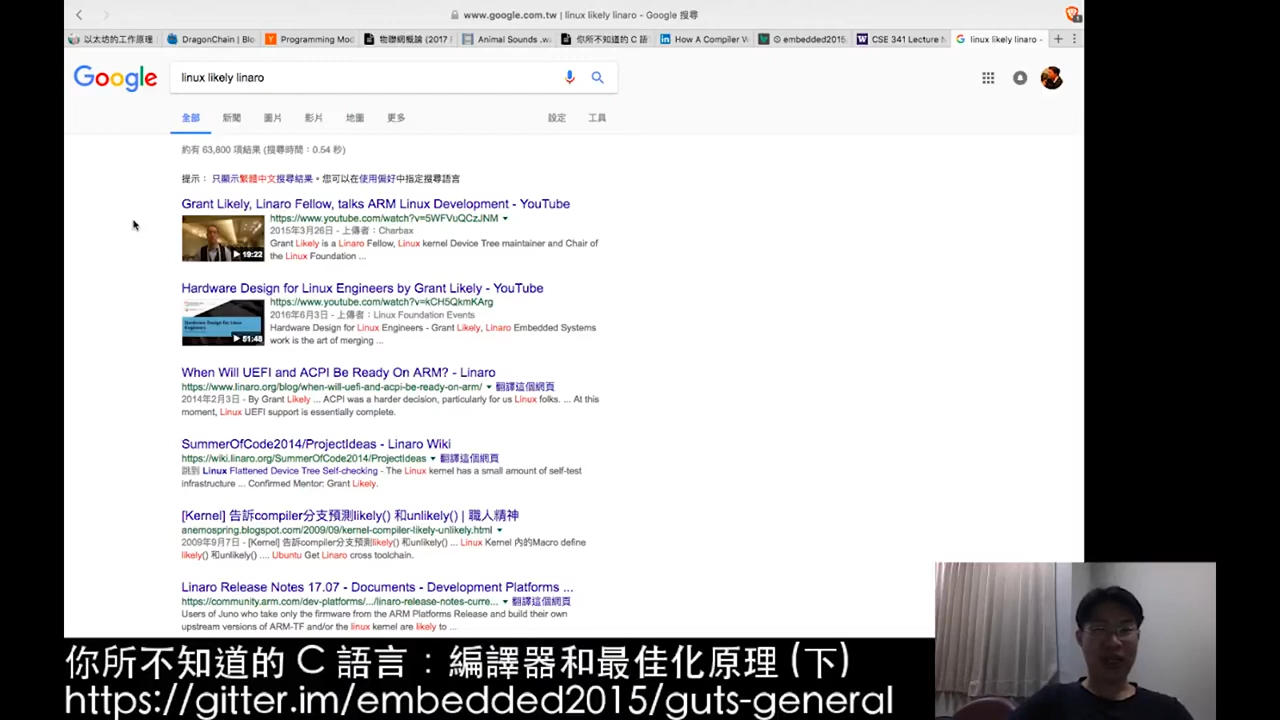 www.google.com.tw | linux likely linaro - Google 搜尋
以太坊的工作原理
DragonChain | Blo
Programming Mod
物聯網概論 (2017 F
Animal Sounds .wa
你所不知道的 C 語
How A Compiler W
embedded2015
CSE 341 Lecture N
linux likely linaro -
Google
linux likely linaro
全部 新聞 圖片 影片 地圖 更多 設定 工具
約有 63,800 項結果 (搜尋時間:0.54 秒)
提示: 只顯示繁體中文搜尋結果。您可以在使用偏好中指定搜尋語言
Grant Likely, Linaro Fellow, talks ARM Linux Development - YouTube
https://www.youtube.com/watch?v=5WFVuQCzJNM
2015年3月26日 - 上傳者:Charbax
Grant Likely is a Linaro Fellow, Linux kernel Device Tree maintainer and Chair of
the Linux Foundation ...
19:22
Hardware Design for Linux Engineers by Grant Likely - YouTube
https://www.youtube.com/watch?v=kCH5QkmKArg
2016年6月3日 - 上傳者:Linux Foundation Events
Hardware Design for Linux Engineers - Grant Likely, Linaro Embedded Systems
work is the art of merging ...
51:48
When Will UEFI and ACPI Be Ready On ARM? - Linaro
https://www.linaro.org/blog/when-will-uefi-and-acpi-be-ready-on-arm/ 翻譯這個網頁
2014年2月3日 - By Grant Likely ... ACPI was a harder decision, particularly for us Linux folks. ... At this
moment, Linux UEFI support is essentially complete.
SummerOfCode2014/ProjectIdeas - Linaro Wiki
https://wiki.linaro.org/SummerOfCode2014/ProjectIdeas 翻譯這個網頁
跳到 Linux Flattened Device Tree Self-checking - The Linux kernel has a small amount of self-test
infrastructure ... Confirmed Mentor: Grant Likely.
[Kernel] 告訴compiler分支預測likely() 和unlikely() | 職人精神
anemospring.blogspot.com/2009/09/kernel-compiler-likely-unlikely.html
2009年9月7日 - [Kernel] 告訴compiler分支預測likely() 和unlikely() ... Linux Kernel 內的Macro define
likely() 和unlikely() .... Ubuntu Get Linaro cross toolchain.
Linaro Release Notes 17.07 - Documents - Development Platforms ...
https://community.arm.com/dev-platforms/.../linaro-release-notes-curre... 翻譯這個網頁
Users of Juno who take only the firmware from the ARM Platforms Release and build their own
upstream versions of ARM-TF and/or the linux kernel are likely to ...
你所不知道的 C 語言:編譯器和最佳化原理 (下)
https://gitter.im/embedded2015/guts-general